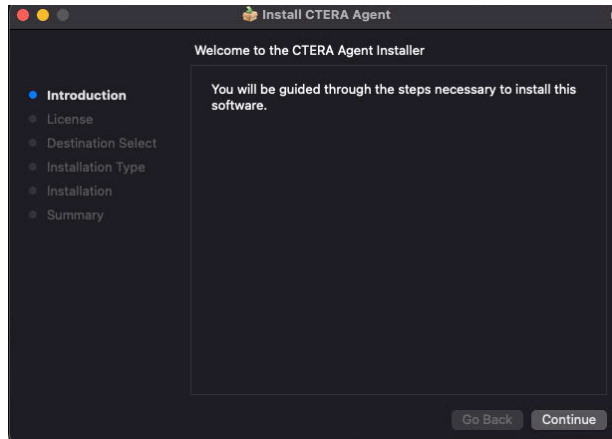 Install CTERA Agent
Welcome to the CTERA Agent Installer
Introduction
License
Destination Select
Installation Type
Installation
Summary
You will be guided through the steps necessary to install this
software.
Go Back
Continue